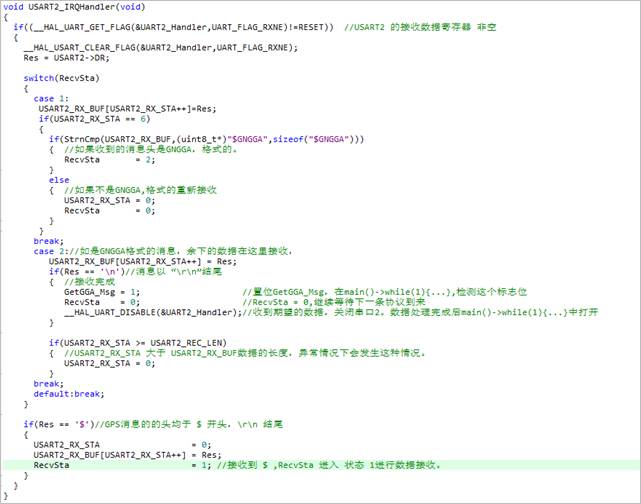 void USART2_IRQHandler(void)
{
if((__HAL_UART_GET_FLAG(&UART2_Handler,UART_FLAG_RXNE)!=RESET)) //USART2 的接收数据寄存器 非空
{
__HAL_USART_CLEAR_FLAG(&UART2_Handler,UART_FLAG_RXNE);
Res = USART2->DR;
switch(RecvSta)
{
case 1:
USART2_RX_BUF[USART2_RX_STA++]=Res;
if(USART2_RX_STA == 6)
{
if(StrnCmp(USART2_RX_BUF,(uint8_t*)"$GNGGA",sizeof("$GNGGA")))
{ //如果收到的消息头是GNGGA，格式的。
RecvSta = 2;
}
else
{ //如果不是GNGGA,格式的重新接收
USART2_RX_STA = 0;
RecvSta = 0;
}
}
break;
case 2://如是GNGGA格式的消息，余下的数据在这里接收，
USART2_RX_BUF[USART2_RX_STA++] = Res;
if(Res == '\n')//消息以 “\r\n”结尾
{ //接收完成
GetGGA_Msg = 1; //置位GetGGA_Msg，在main()->while(1){...},检测这个标志位
RecvSta = 0; //RecvSta = 0,继续等待下一条协议到来
__HAL_UART_DISABLE(&UART2_Handler);//收到期望的数据，关闭串口2。数据处理完成后main()->while(1){...}中打开
}
if(USART2_RX_STA >= USART2_REC_LEN)
{ //USART2_RX_STA 大于 USART2_RX_BUF数据的长度，异常情况下会发生这种情况。
USART2_RX_STA = 0;
}
break;
default:break;
}
if(Res == '$')//GPS消息的的头均于 $ 开头，\r\n 结尾
{
USART2_RX_STA = 0;
USART2_RX_BUF[USART2_RX_STA++] = Res;
RecvSta = 1; //接收到 $ ,RecvSta 进入 状态 1进行数据接收。
}
}
}